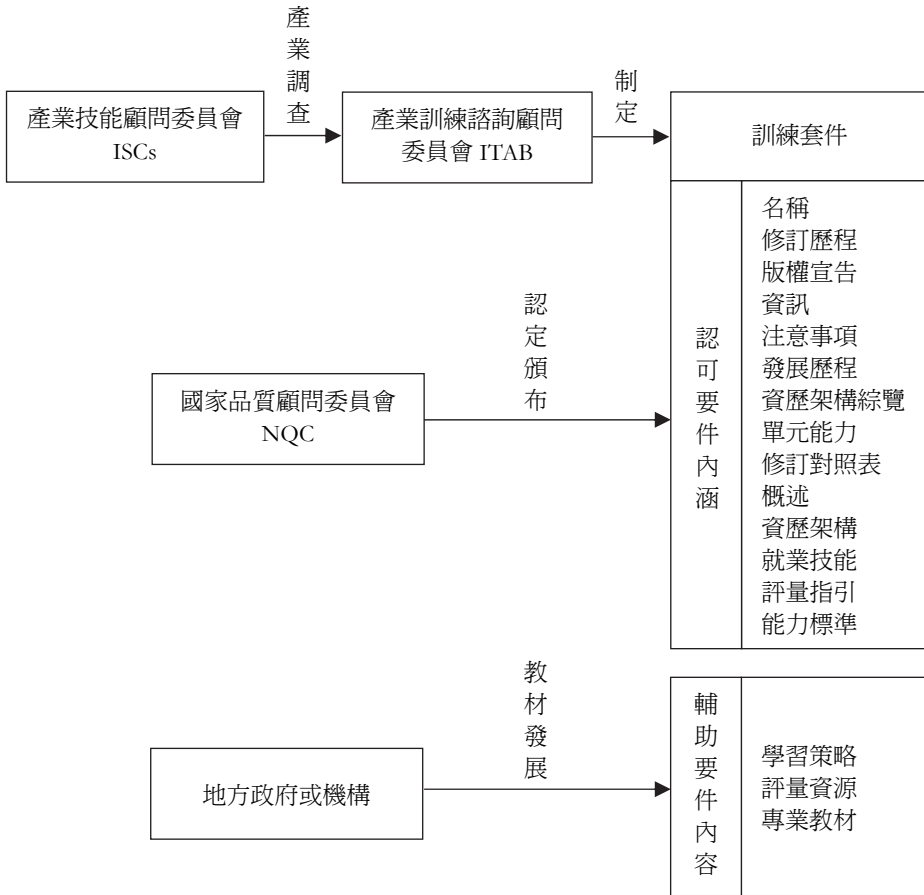 產業調查
制定
產業技能顧問委員會
ISCs
產業訓練諮詢顧問
委員會 ITAB
訓練套件
認定頒布
國家品質顧問委員會
NQC
認可要件內涵
名稱
修訂歷程
版權宣告
資訊
注意事項
發展歷程
資歷架構綜覽
單元能力
修訂對照表
概述
資歷架構
就業技能
評量指引
能力標準
教材發展
地方政府或機構
輔助要件內容
學習策略
評量資源
專業教材